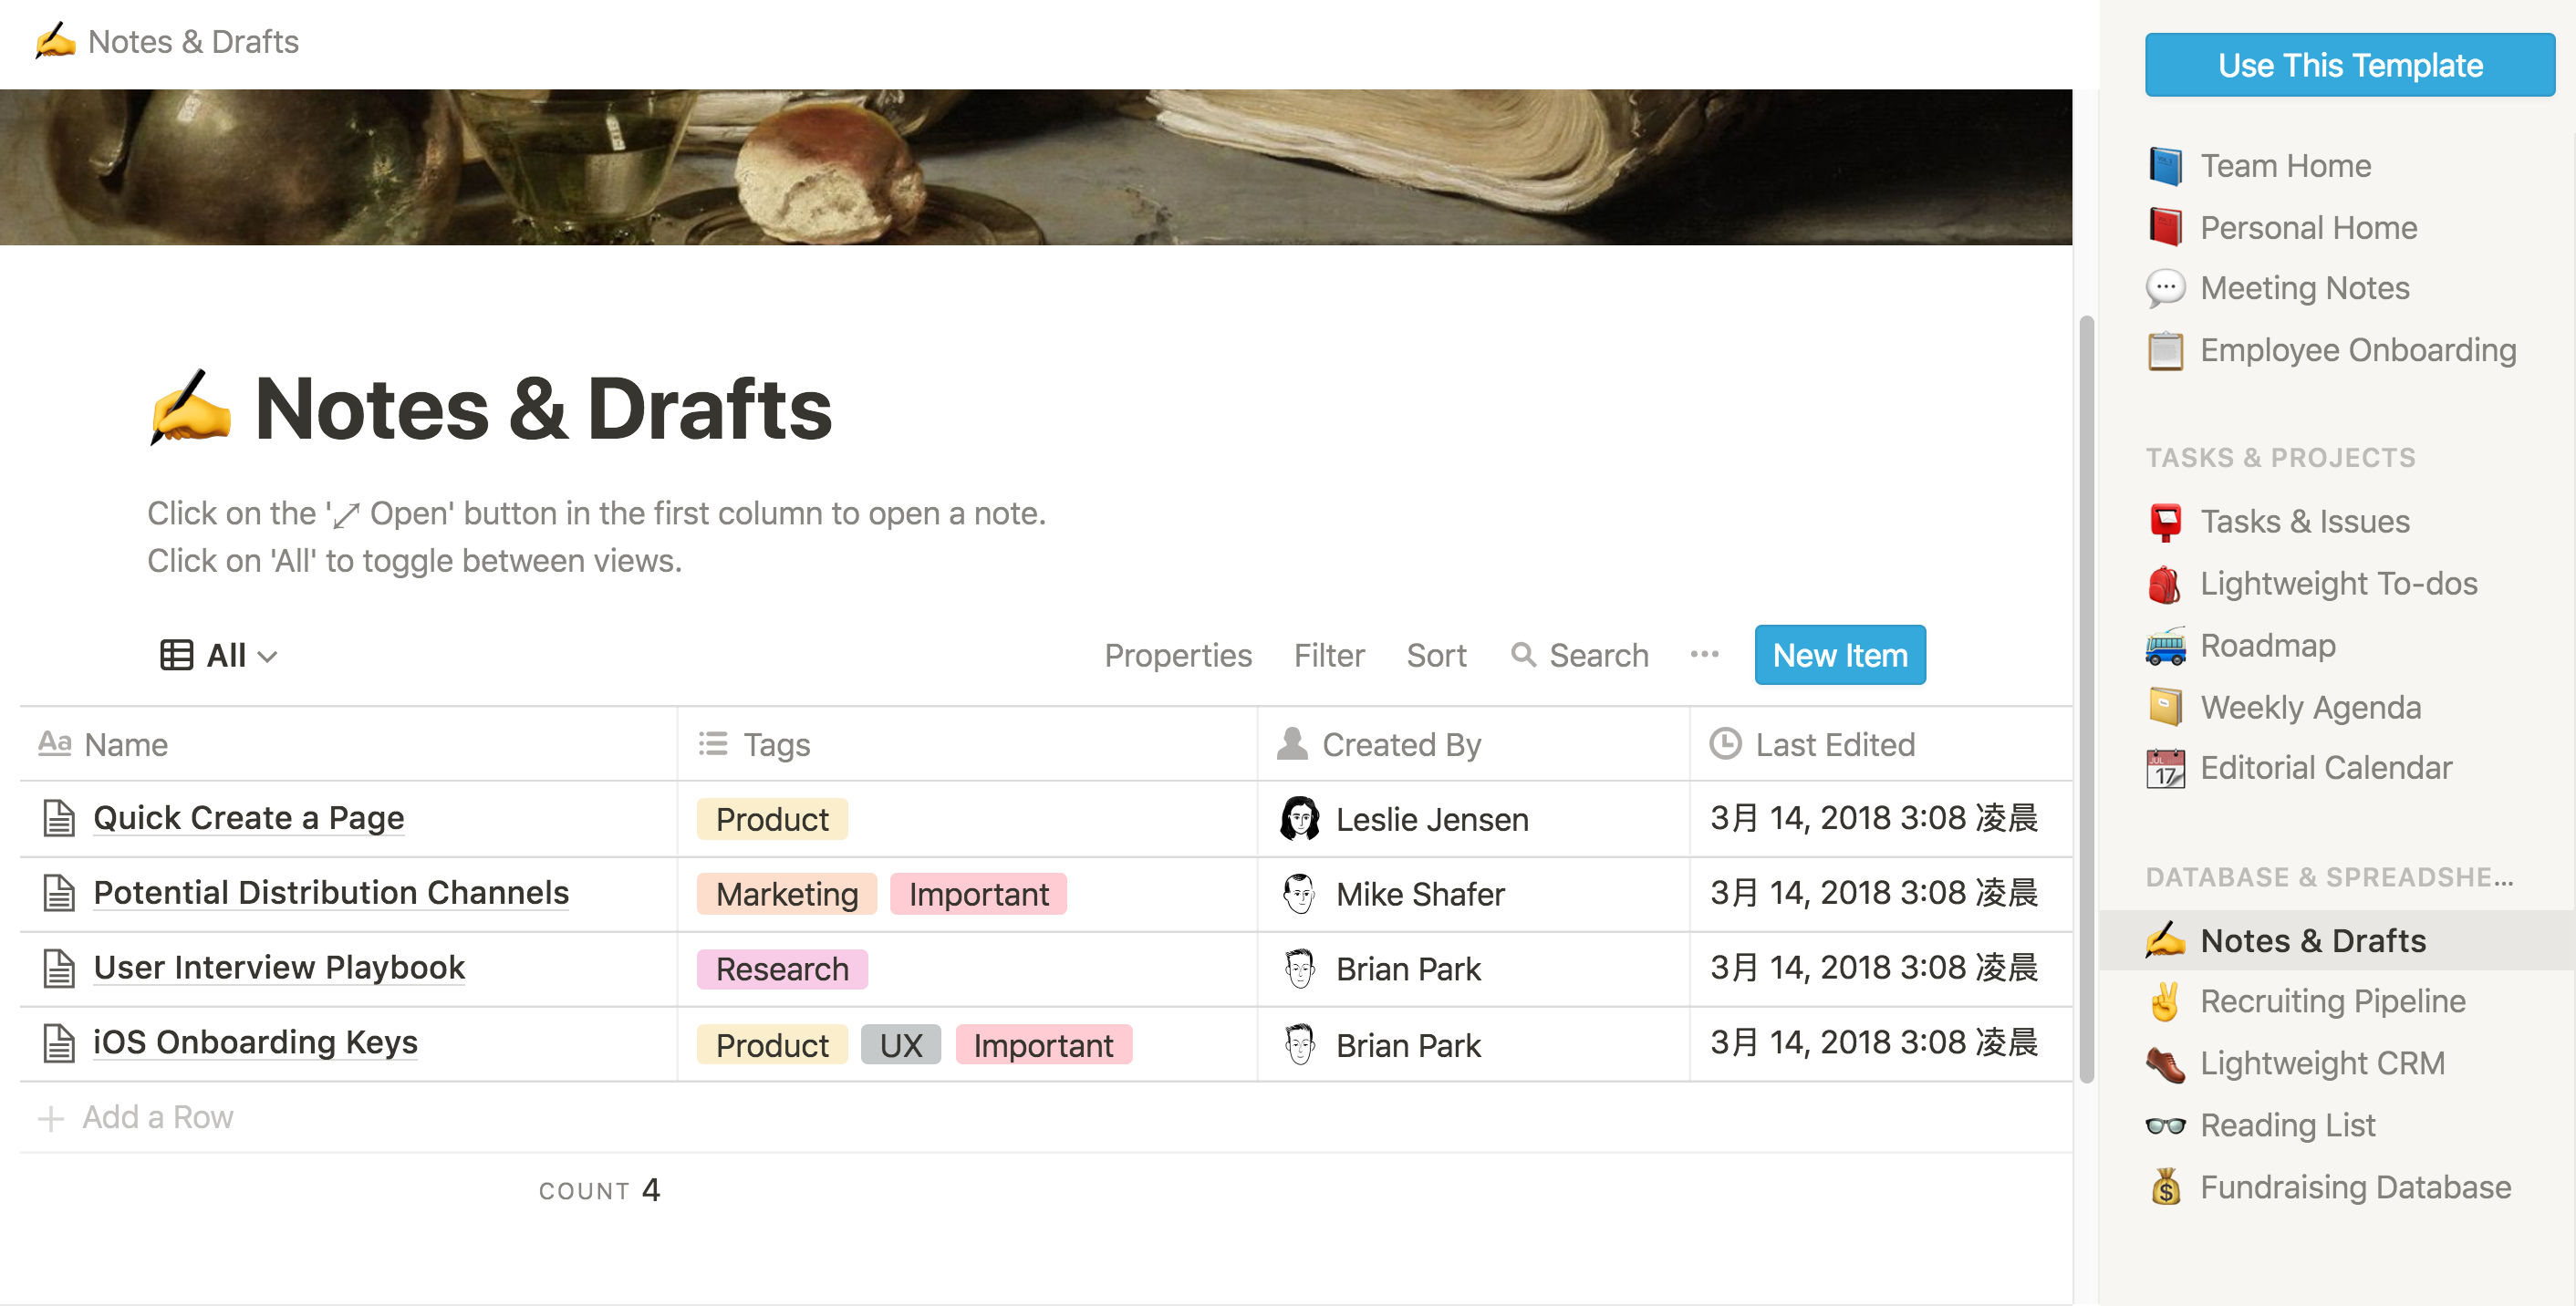 Notes & Drafts
Notes & Drafts
Click on the '⤢ Open' button in the first column to open a note.
Click on 'All' to toggle between views.
All
Properties Filter Sort Search ••• New Item
Aa Name Tags Created By Last Edited
Quick Create a Page Product Leslie Jensen 3月 14, 2018 3:08 凌晨
Potential Distribution Channels Marketing Important Mike Shafer 3月 14, 2018 3:08 凌晨
User Interview Playbook Research Brian Park 3月 14, 2018 3:08 凌晨
iOS Onboarding Keys Product UX Important Brian Park 3月 14, 2018 3:08 凌晨
+ Add a Row
COUNT 4
Use This Template
Team Home
Personal Home
Meeting Notes
Employee Onboarding
TASKS & PROJECTS
Tasks & Issues
Lightweight To-dos
Roadmap
Weekly Agenda
JUL 17 Editorial Calendar
DATABASE & SPREADSHE...
Notes & Drafts
Recruiting Pipeline
Lightweight CRM
Reading List
Fundraising Database